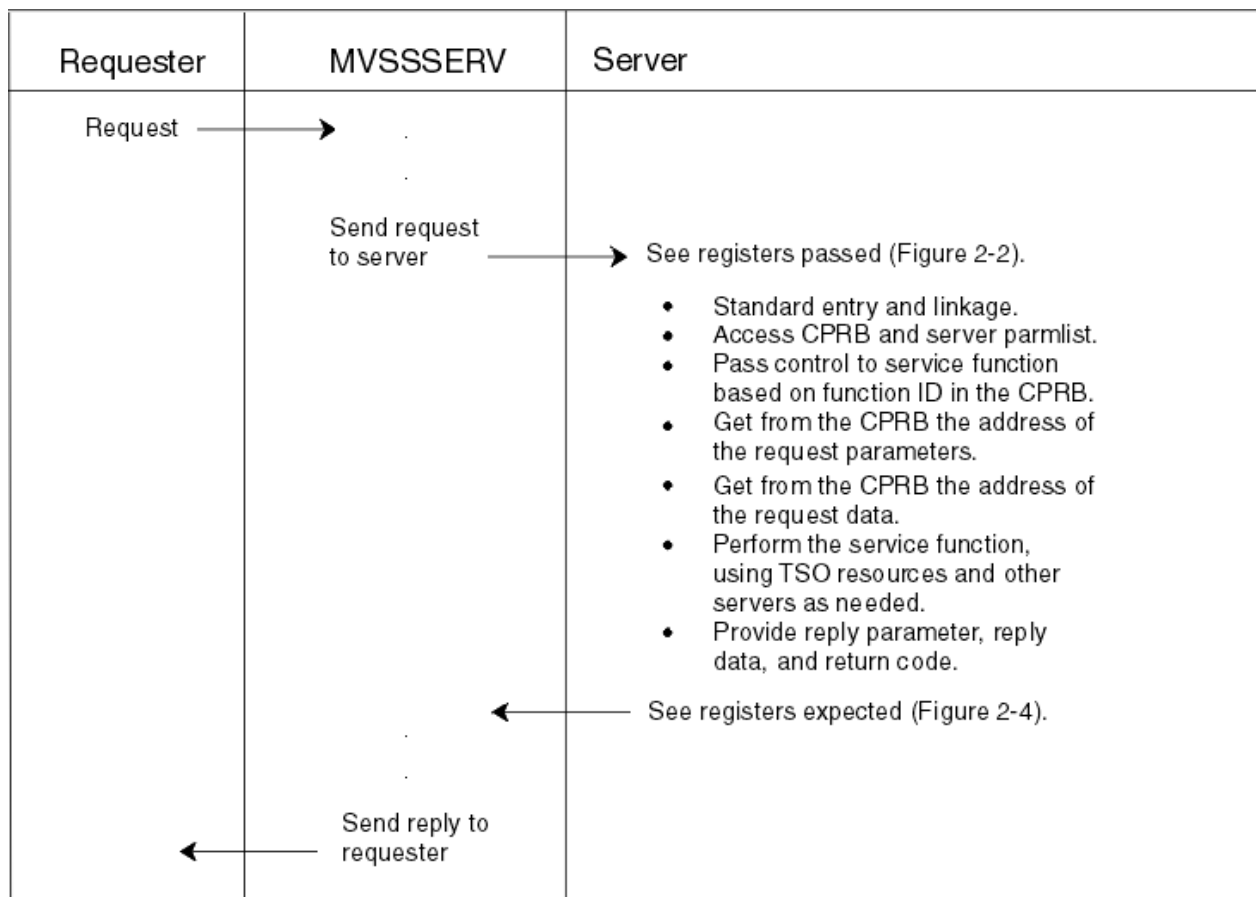 Requester MVSSSERV Server
Request
Send request
to server
See registers passed (Figure 2-2).
• Standard entry and linkage.
• Access CPRB and server parmlist.
• Pass control to service function
based on function ID in the CPRB.
• Get from the CPRB the address of
the request parameters.
• Get from the CPRB the address of
the request data.
• Perform the service function,
using TSO resources and other
servers as needed.
• Provide reply parameter, reply
data, and return code.
See registers expected (Figure 2-4).
Send reply to
requester